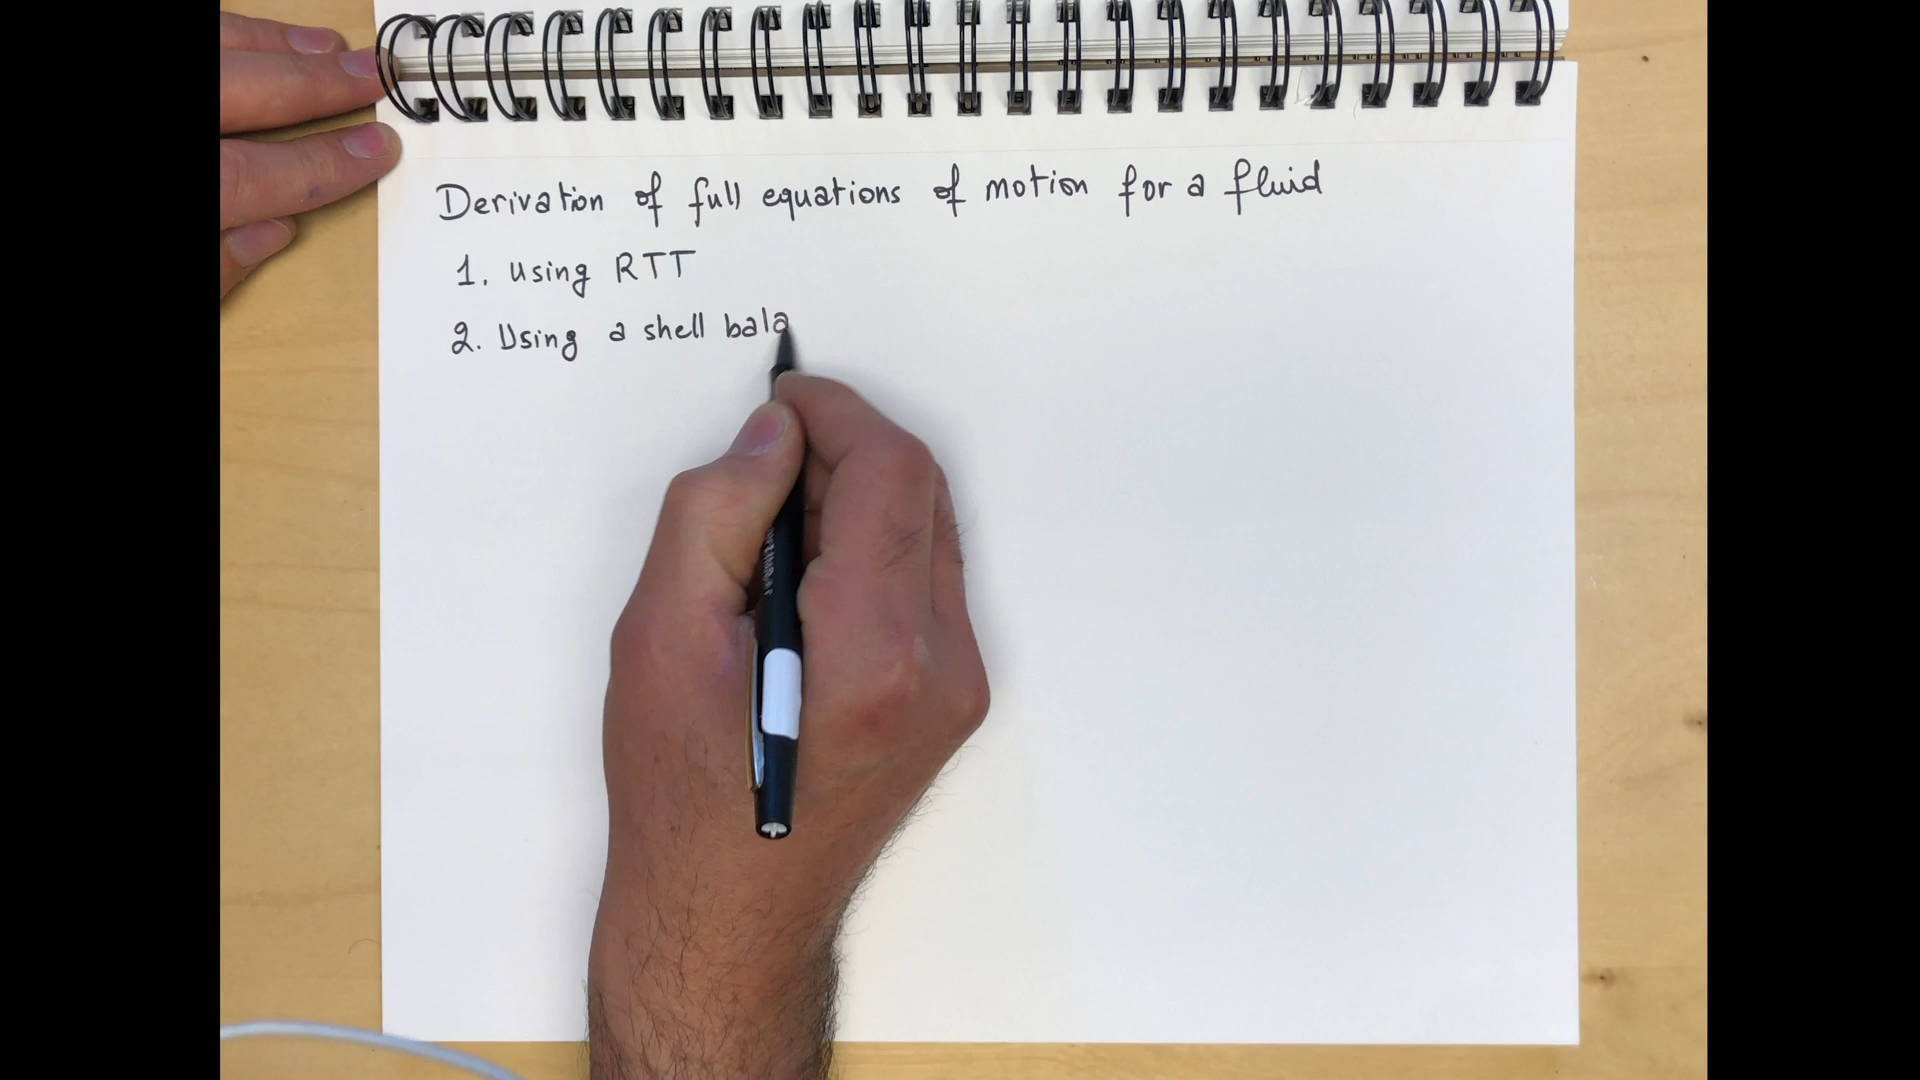 Derivation of full equations of motion for a fluid
1. Using RTT
2. Using a shell bala